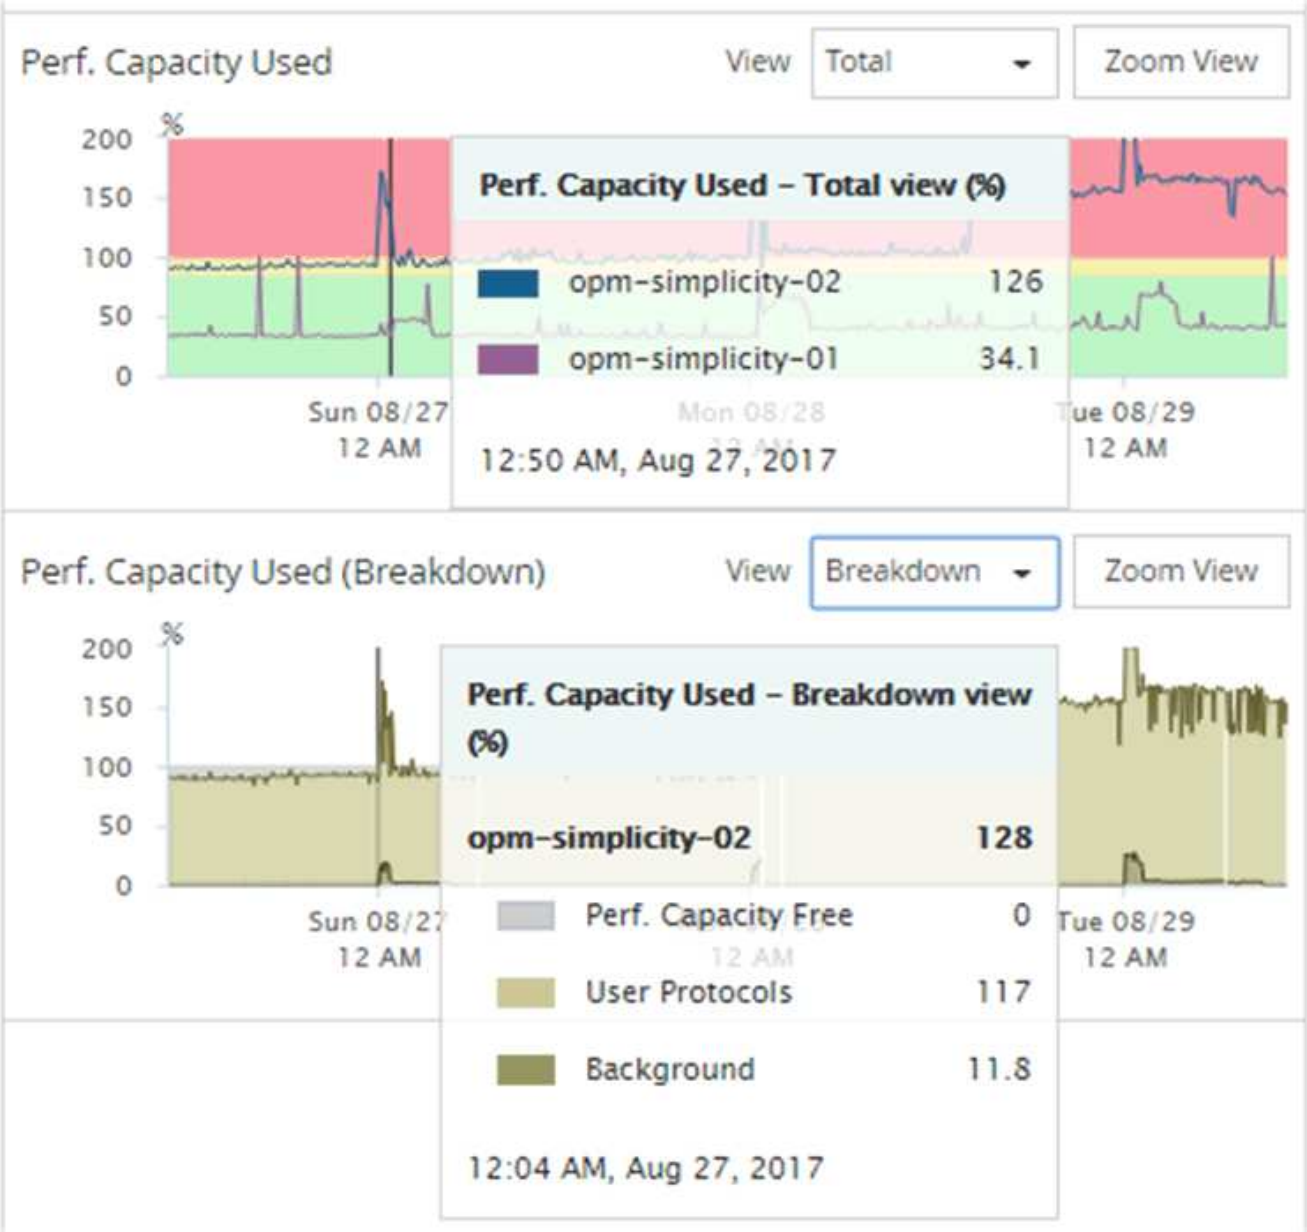 Perf. Capacity Used View Total Zoom View
%
200
150
100
50
0
Perf. Capacity Used - Total view (%)
opm-simplicity-02 126
opm-simplicity-01 34.1
12:50 AM, Aug 27, 2017
Sun 08/27 Mon 08/28 Tue 08/29
12 AM 12 AM 12 AM
Perf. Capacity Used (Breakdown) View Breakdown Zoom View
%
200
150
100
50
0
Perf. Capacity Used - Breakdown view
(%)
opm-simplicity-02 128
Perf. Capacity Free 0
User Protocols 117
Background 11.8
12:04 AM, Aug 27, 2017
Sun 08/27 Tue 08/29
12 AM 12 AM 12 AM